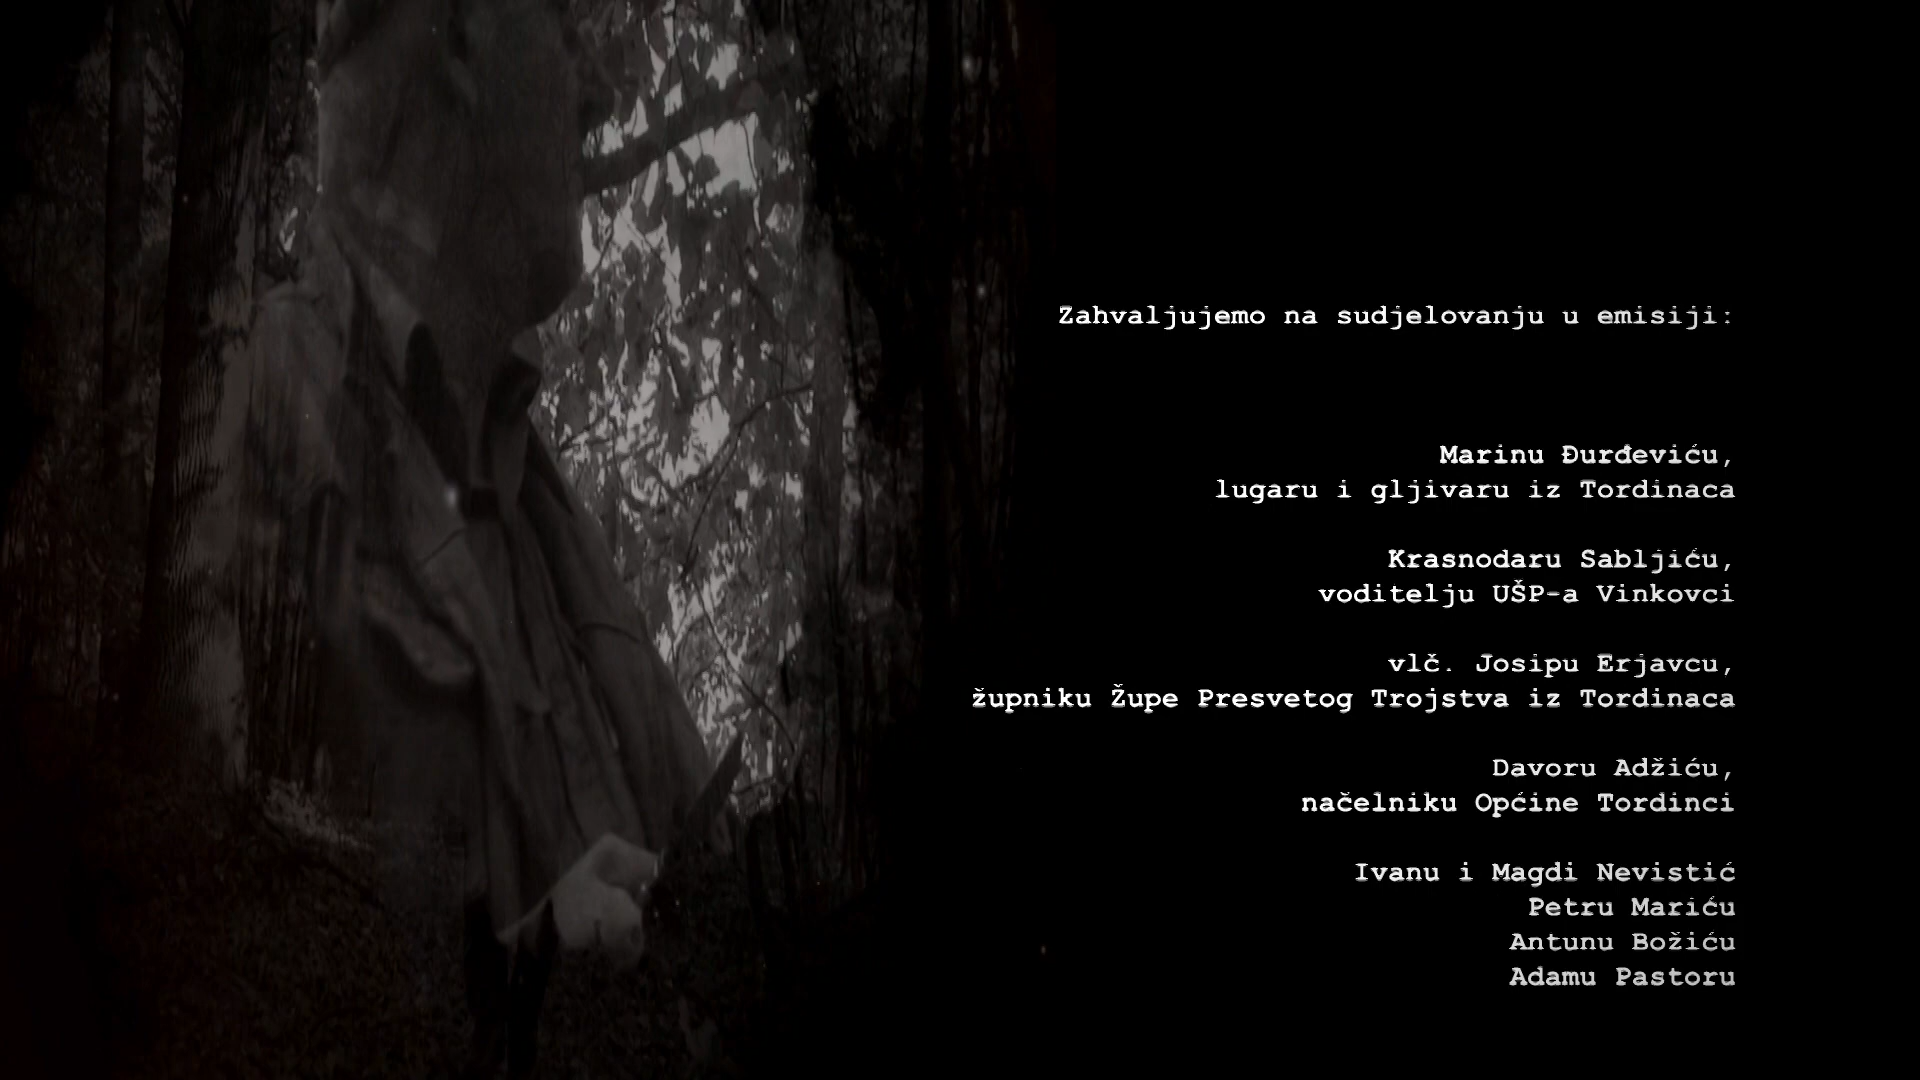 Zahvaljujemo na sudjelovanju u emisiji:
Marinu Đurđeviću,
lugaru i gljivaru iz Tordinaca
Krasnodaru Sabljiću,
voditelju UŠP-a Vinkovci
vlč. Josipu Erjavcu,
župniku Župe Presvetog Trojstva iz Tordinaca
Davoru Adžiću,
načelniku Općine Tordinci
Ivanu i Magdi Nevistić
Petru Mariću
Antunu Božiću
Adamu Pastoru